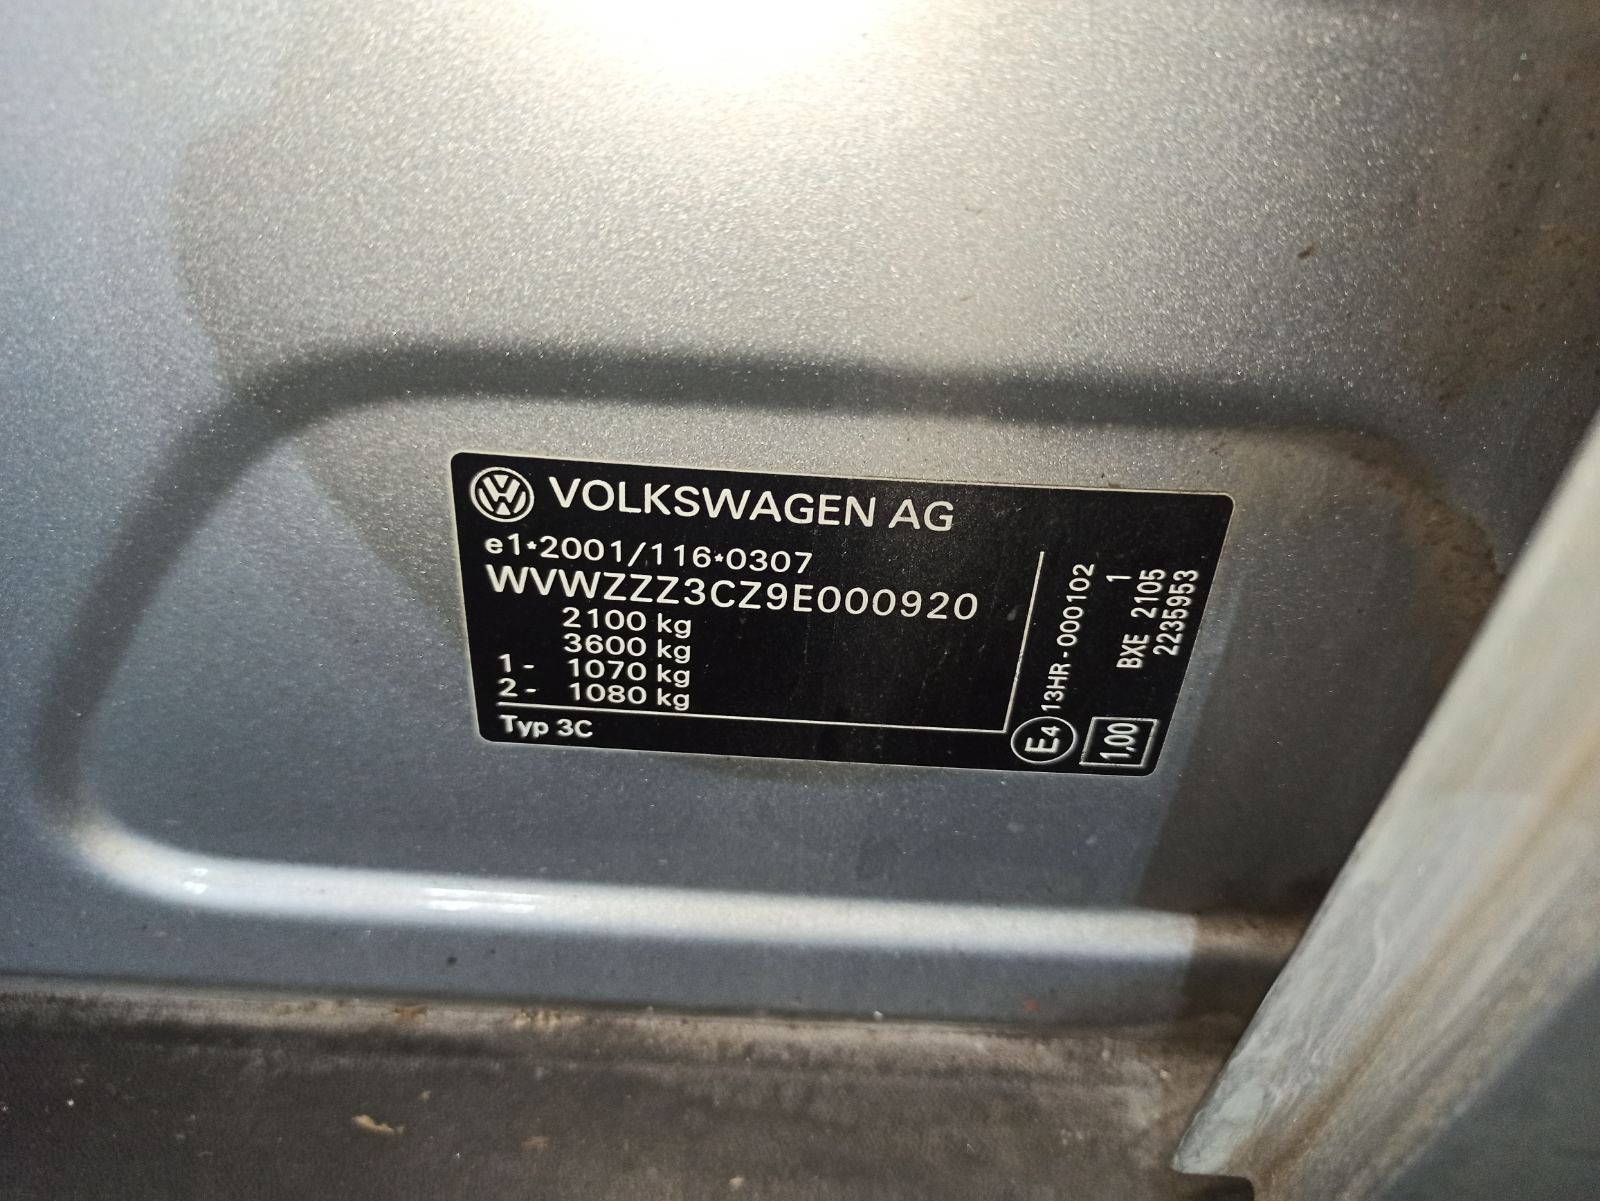 VOLKSWAGEN AG
e1*2001/116*0307
WVWZZZ3CZ9E000920
2100 kg
3600 kg
1 - 1070 kg
2 - 1080 kg
Typ 3C
E4 13HR-000102
1.00
BXE 2105 1
2235953